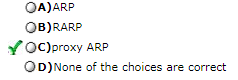 A)ARP
B)RARP
C)proxy ARP
D)None of the choices are correct